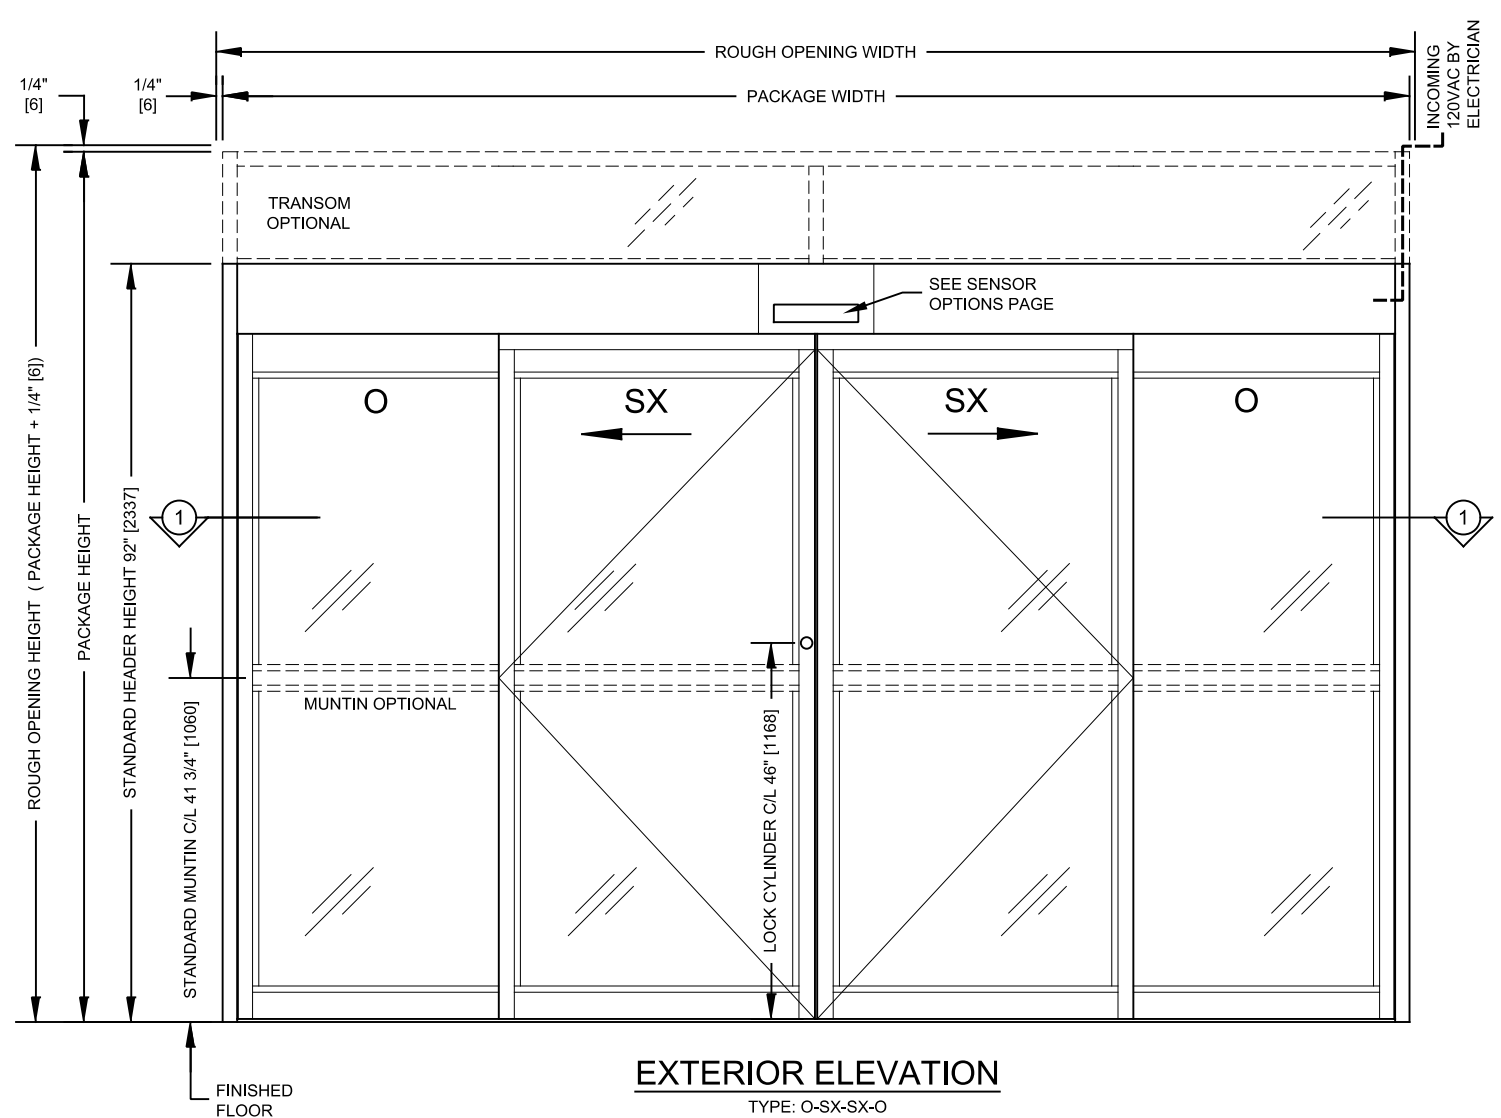 ROUGH OPENING WIDTH
INCOMING
120VAC BY
ELECTRICIAN
1/4"
[6]
1/4"
[6]
PACKAGE WIDTH
TRANSOM
OPTIONAL
SEE SENSOR
OPTIONS PAGE
O
SX
SX
O
1
1
ROUGH OPENING HEIGHT ( PACKAGE HEIGHT + 1/4" [6])
PACKAGE HEIGHT
STANDARD HEADER HEIGHT 92" [2337]
STANDARD MUNTIN C/L 41 3/4" [1060]
MUNTIN OPTIONAL
LOCK CYLINDER C/L 46" [1168]
FINISHED
FLOOR
EXTERIOR ELEVATION
TYPE: O-SX-SX-O